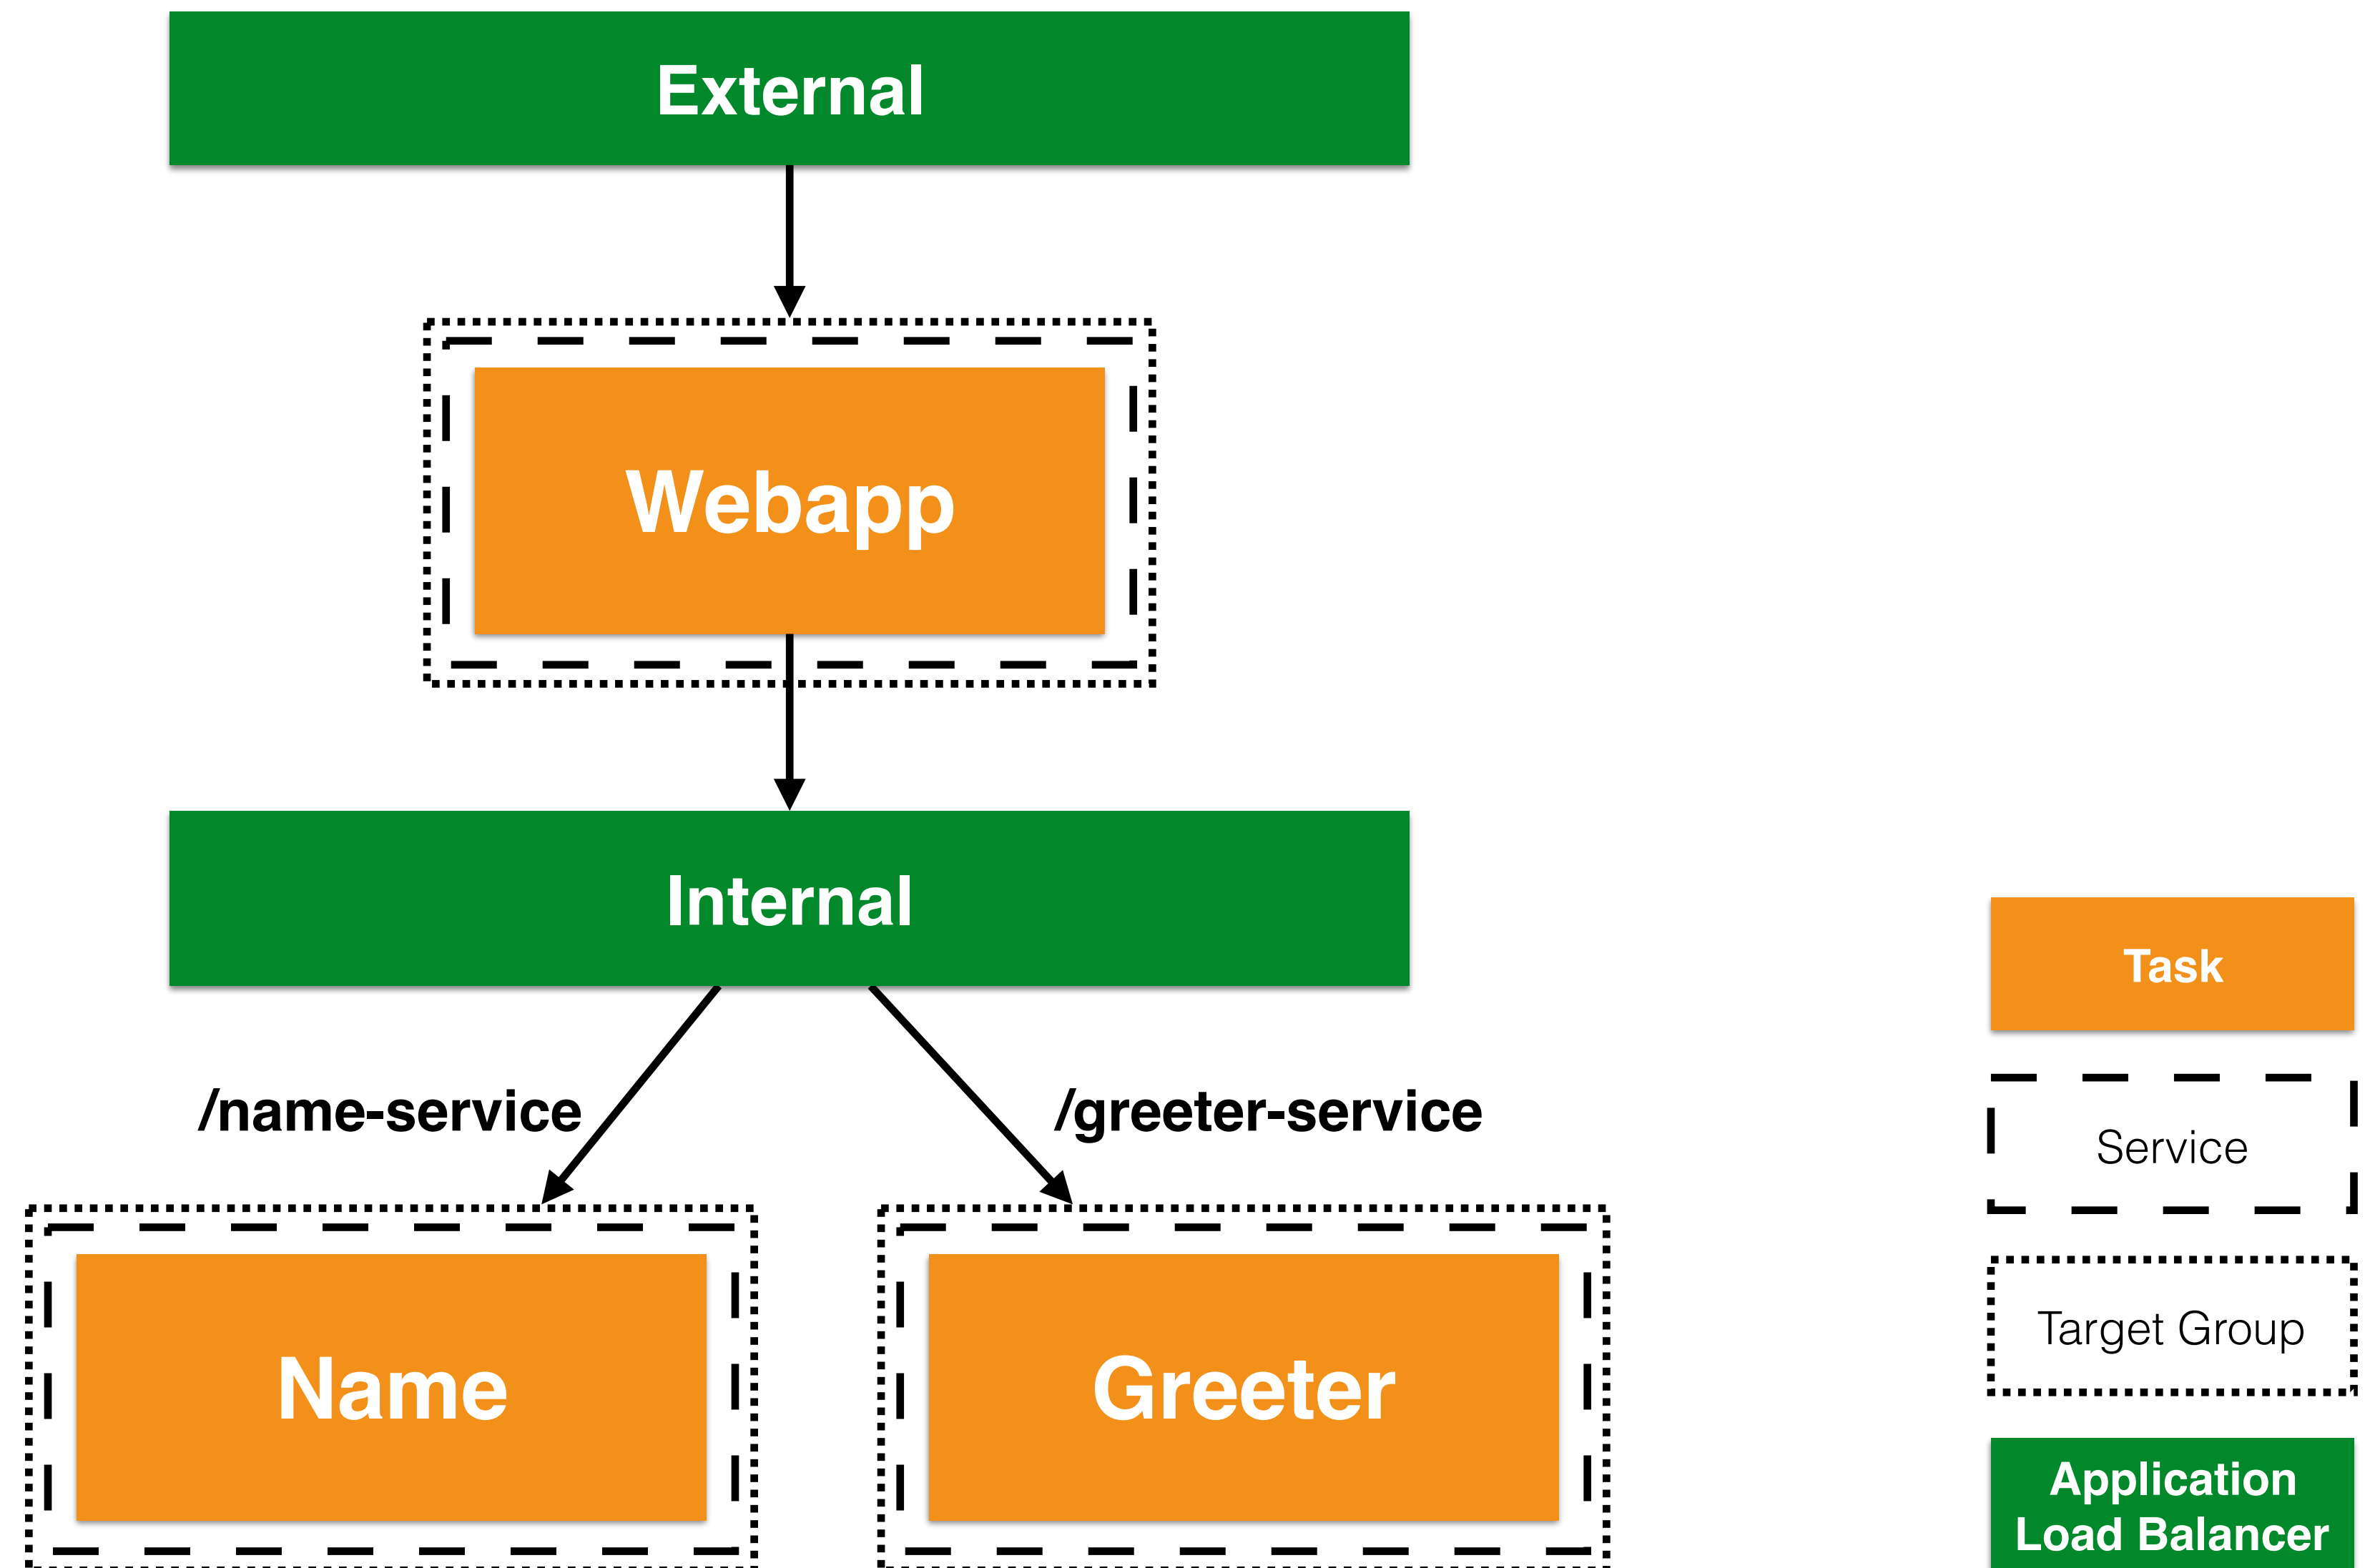 External
Webapp
Internal
/name-service
/greeter-service
Name
Greeter
Task
Service
Target Group
Application
Load Balancer